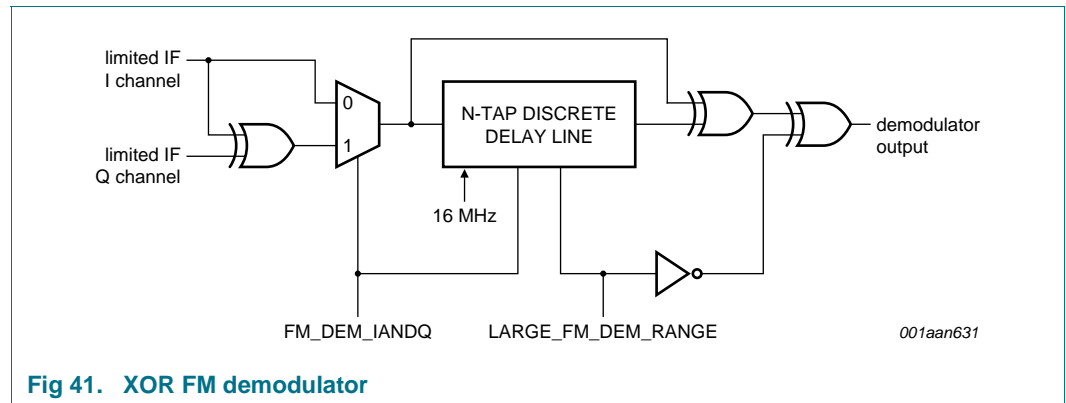 limited IF
I channel
0
N-TAP DISCRETE
DELAY LINE
demodulator
output
1
limited IF
Q channel
16 MHz
FM_DEM_IANDQ
LARGE_FM_DEM_RANGE
001aan631
Fig 41. XOR FM demodulator